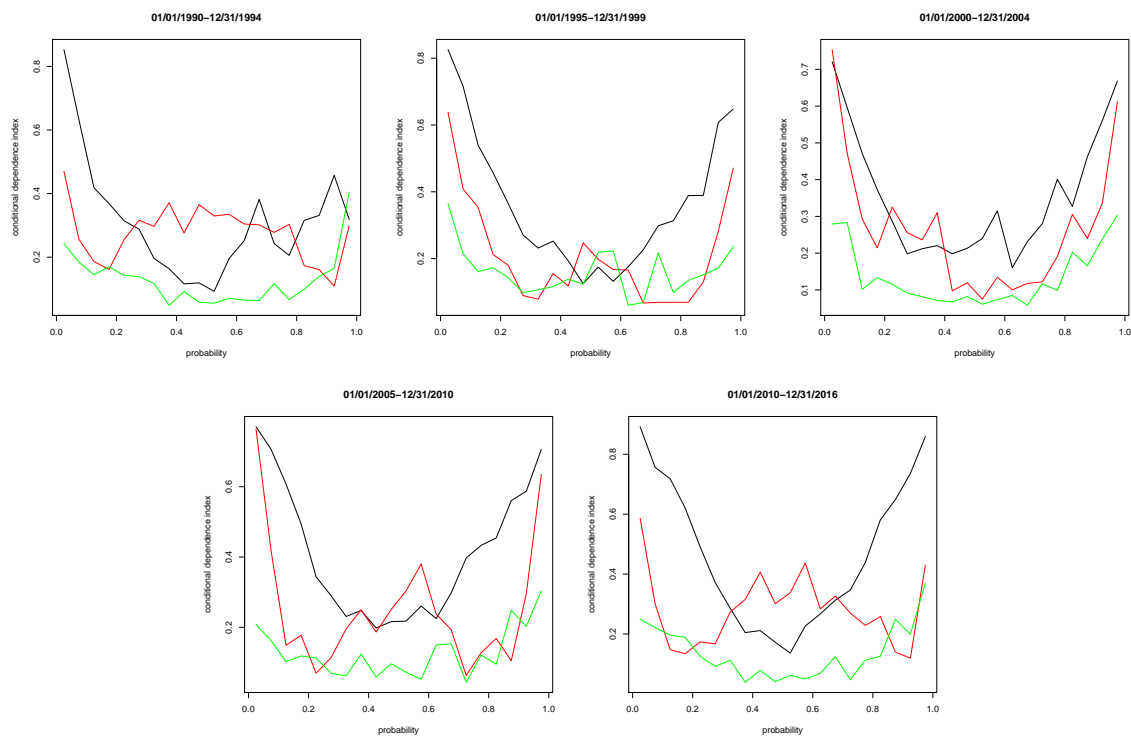 01/01/1990−12/31/1994
conditional dependence index
0.2 0.4 0.6 0.8
0.0 0.2 0.4 0.6 0.8 1.0
probability
01/01/1995−12/31/1999
conditional dependence index
0.2 0.4 0.6 0.8
0.0 0.2 0.4 0.6 0.8 1.0
probability
01/01/2000−12/31/2004
conditional dependence index
0.1 0.2 0.3 0.4 0.5 0.6 0.7
0.0 0.2 0.4 0.6 0.8 1.0
probability
01/01/2005−12/31/2010
conditional dependence index
0.2 0.4 0.6
0.0 0.2 0.4 0.6 0.8 1.0
probability
01/01/2010−12/31/2016
conditional dependence index
0.2 0.4 0.6 0.8
0.0 0.2 0.4 0.6 0.8 1.0
probability